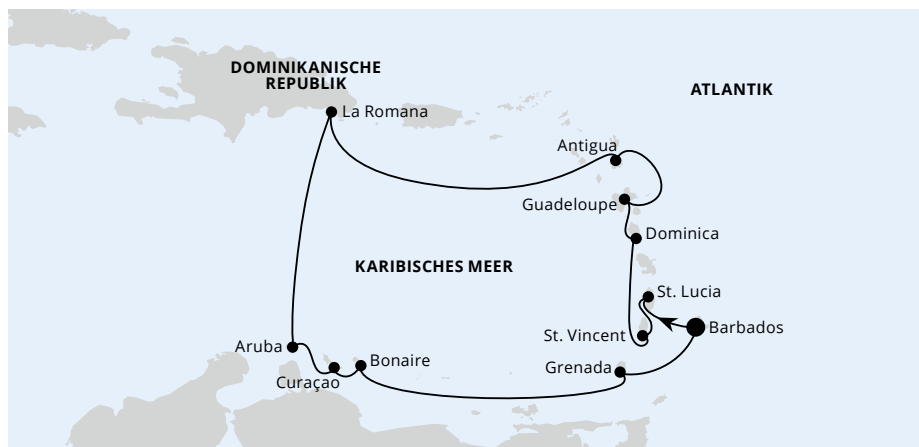 DOMINIKANISCHE
REPUBLIK
ATLANTIK
La Romana
Antigua
Guadeloupe
Dominica
KARIBISCHES MEER
St. Lucia
St. Vincent
Barbados
Aruba
Bonaire
Grenada
Curaçao